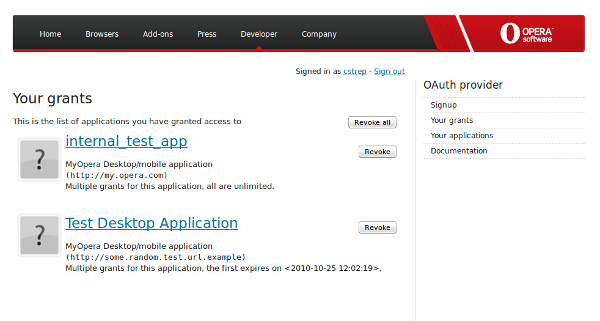 Home Browsers Add-ons Press Developer Company
OPERA
software
Signed in as cstrep - Sign out
Your grants
This is the list of applications you have granted access to
Revoke all
?
internal_test_app
Revoke
MyOpera Desktop/mobile application
(http://my.opera.com)
Multiple grants for this application, all are unlimited.
?
Test Desktop Application
Revoke
MyOpera Desktop/mobile application
(http://some.random.test.url.example)
Multiple grants for this application, the first expires on <2010-10-25 12:02:19>,
OAuth provider
Signup
Your grants
Your applications
Documentation